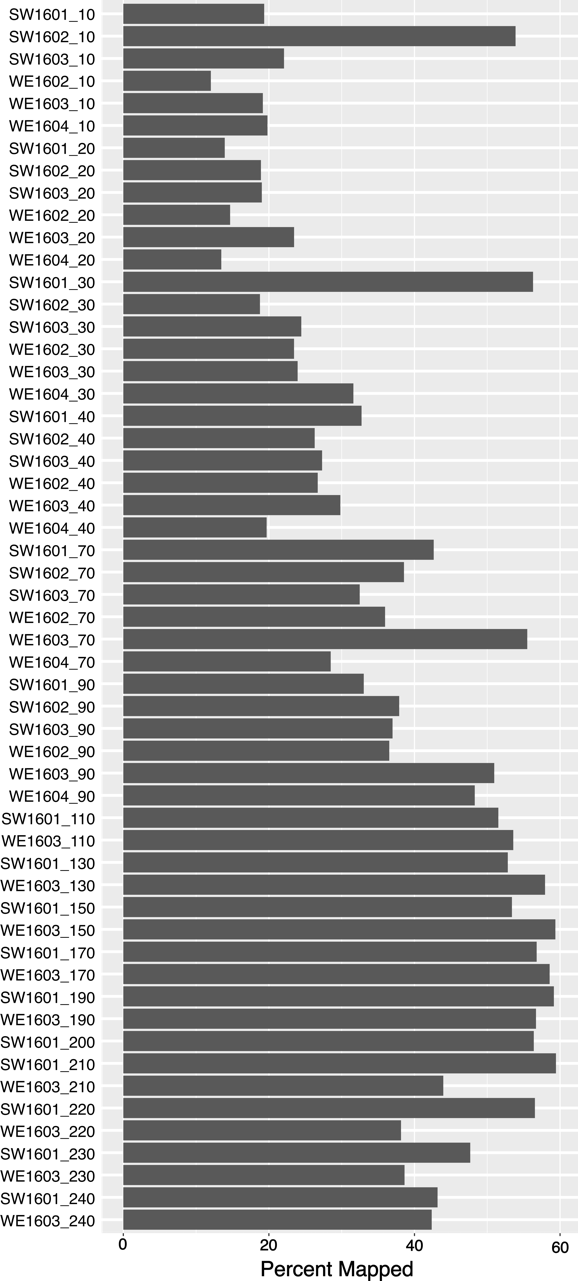 SW1601_10
SW1602_10
SW1603_10
WE1602_10
WE1603_10
WE1604_10
SW1601_20
SW1602_20
SW1603_20
WE1602_20
WE1603_20
WE1604_20
SW1601_30
SW1602_30
SW1603_30
WE1602_30
WE1603_30
WE1604_30
SW1601_40
SW1602_40
SW1603_40
WE1602_40
WE1603_40
WE1604_40
SW1601_70
SW1602_70
SW1603_70
WE1602_70
WE1603_70
WE1604_70
SW1601_90
SW1602_90
SW1603_90
WE1602_90
WE1603_90
WE1604_90
SW1601_110
WE1603_110
SW1601_130
WE1603_130
SW1601_150
WE1603_150
SW1601_170
WE1603_170
SW1601_190
WE1603_190
SW1601_200
SW1601_210
WE1603_210
SW1601_220
WE1603_220
SW1601_230
WE1603_230
SW1601_240
WE1603_240
0 20 40 60
Percent Mapped